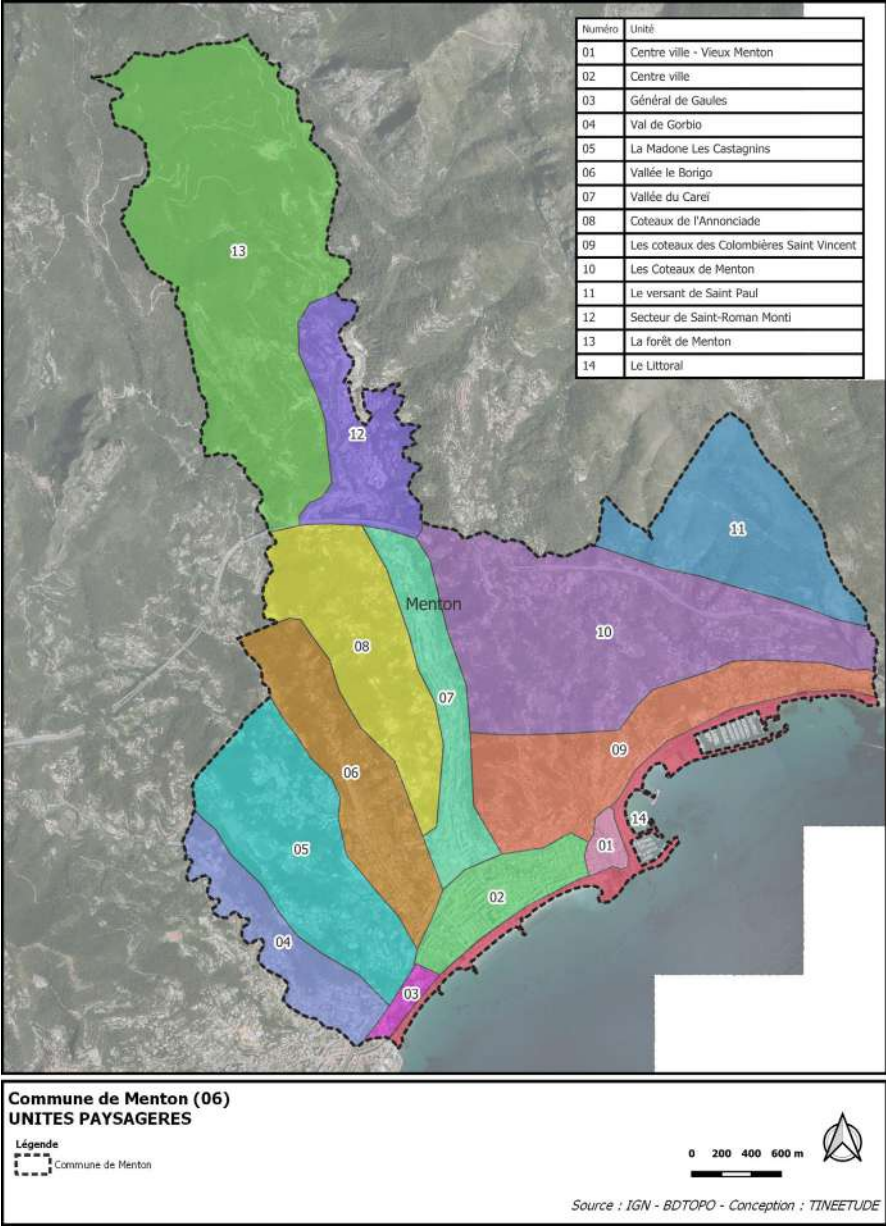 Numéro Unité
01 Centre ville - Vieux Menton
02 Centre ville
03 Général de Gaules
04 Val de Gorbio
05 La Madone Les Castagnins
06 Vallée le Borigo
07 Vallée du Careï
08 Coteaux de l'Annonciade
09 Les coteaux des Colombières Saint Vincent
10 Les Coteaux de Menton
11 Le versant de Saint Paul
12 Secteur de Saint-Roman Monti
13 La forêt de Menton
14 Le Littoral
13
12
11
Menton
10
08
07
09
06
14
01
05
02
04
03
Commune de Menton (06)
UNITES PAYSAGERES
Légende
Commune de Menton
0 200 400 600 m
Source : IGN - BDTOPO - Conception : TINEETUDE